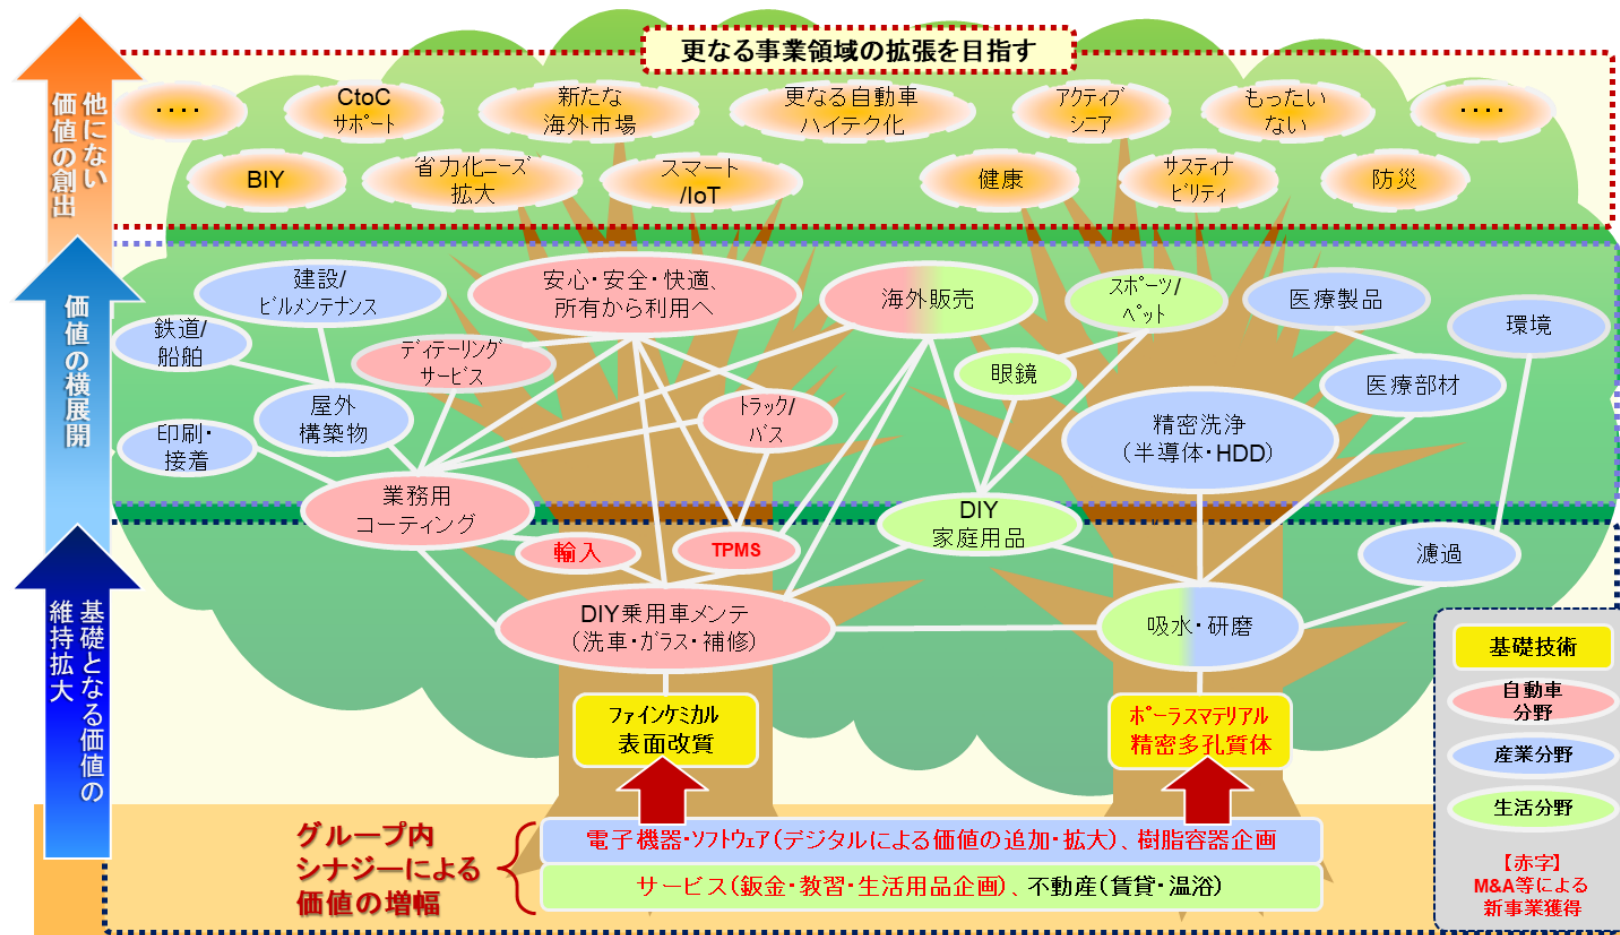 更なる事業領域の拡張を目指す
他にない
価値の創出
‥‥
CtoC
サポート
新たな
海外市場
更なる自動車
ハイテク化
アクティブ
シニア
もったい
ない
‥‥
BIY
省力化ニーズ
拡大
スマート
/IoT
健康
サスティナ
ビリティ
防災
価値の横展開
建設/
ビルメンテナンス
安心・安全・快適、
所有から利用へ
海外販売
スポーツ/
ペット
医療製品
環境
鉄道/
船舶
ディテーリング
サービス
眼鏡
医療部材
屋外
構築物
トラック/
バス
精密洗浄
(半導体・HDD)
印刷・
接着
業務用
コーティング
DIY
家庭用品
輸入
TPMS
濾過
基礎となる価値の
維持拡大
DIY乗用車メンテ
(洗車・ガラス・補修)
吸水・研磨
ファインケミカル
表面改質
ポーラスマテリアル
精密多孔質体
グループ内
シナジーによる
価値の増幅
電子機器・ソフトウェア(デジタルによる価値の追加・拡大)、樹脂容器企画
サービス(鈑金・教習・生活用品企画)、不動産(賃貸・温浴)
基礎技術
自動車
分野
産業分野
生活分野
【赤字】
M&A等による
新事業獲得